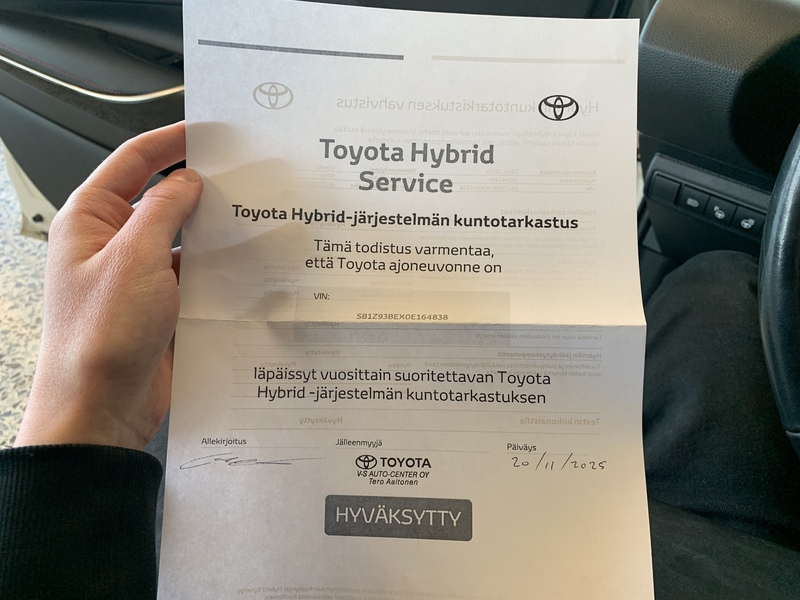 Toyota Hybrid
Service
Toyota Hybrid-järjestelmän kuntotarkastus
Tämä todistus varmentaa,
että Toyota ajoneuvonne on
VIN:
SB1Z93BEX0E164838
läpäissyt vuosittain suoritettavan Toyota
Hybrid -järjestelmän kuntotarkastuksen
Allekirjoitus
Jälleenmyyjä
Päiväys
TOYOTA
V-S AUTO-CENTER OY
Tero Aaltonen
20/11/2025
HYVÄKSYTTY